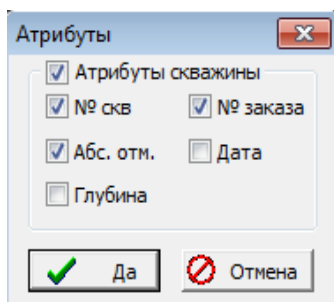 Атрибуты
Атрибуты скважины
№ скв № заказа
Абс. отм. Дата
Глубина
Да Отмена